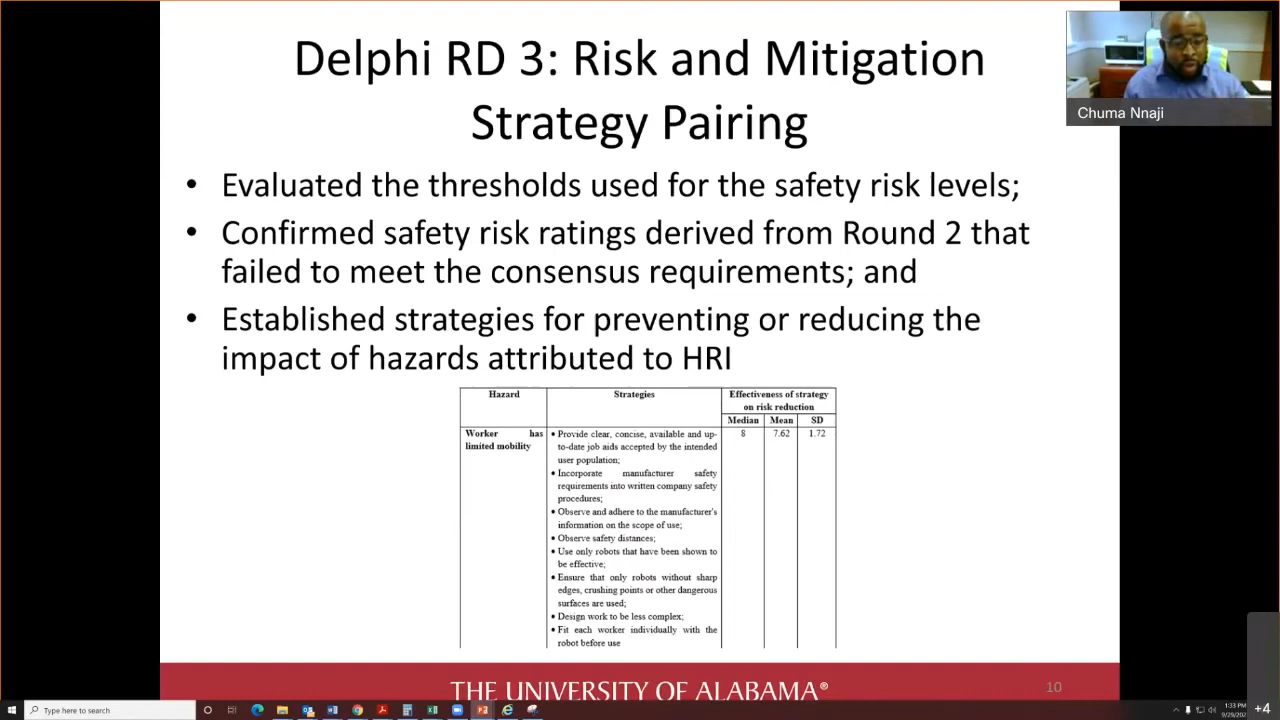 Delphi RD 3: Risk and Mitigation
Strategy Pairing
Chuma Nnaji
• Evaluated the thresholds used for the safety risk levels;
• Confirmed safety risk ratings derived from Round 2 that
failed to meet the consensus requirements; and
• Established strategies for preventing or reducing the
impact of hazards attributed to HRI
Hazard
Strategies
Effectiveness of strategy
on risk reduction
Median Mean SD
Worker has
limited mobility
• Provide clear, concise, available and up-
to-date job aids accepted by the intended
user population;
• Incorporate manufacturer safety
requirements into written company safety
procedures;
• Observe and adhere to the manufacturer's
information on the scope of use;
• Observe safety distances;
• Use only robots that have been shown to
be effective;
• Ensure that only robots without sharp
edges, crushing points or other dangerous
surfaces are used;
• Design work to be less complex;
• Fit each worker individually with the
robot before use
8 7.62 1.72
THE UNIVERSITY OF ALABAMA®
10
Type here to search
1:33 PM
+4